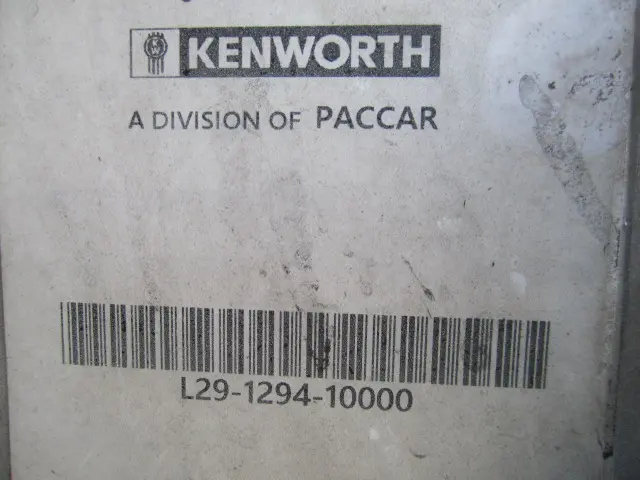 KENWORTH
A DIVISION OF PACCAR
L29-1294-10000